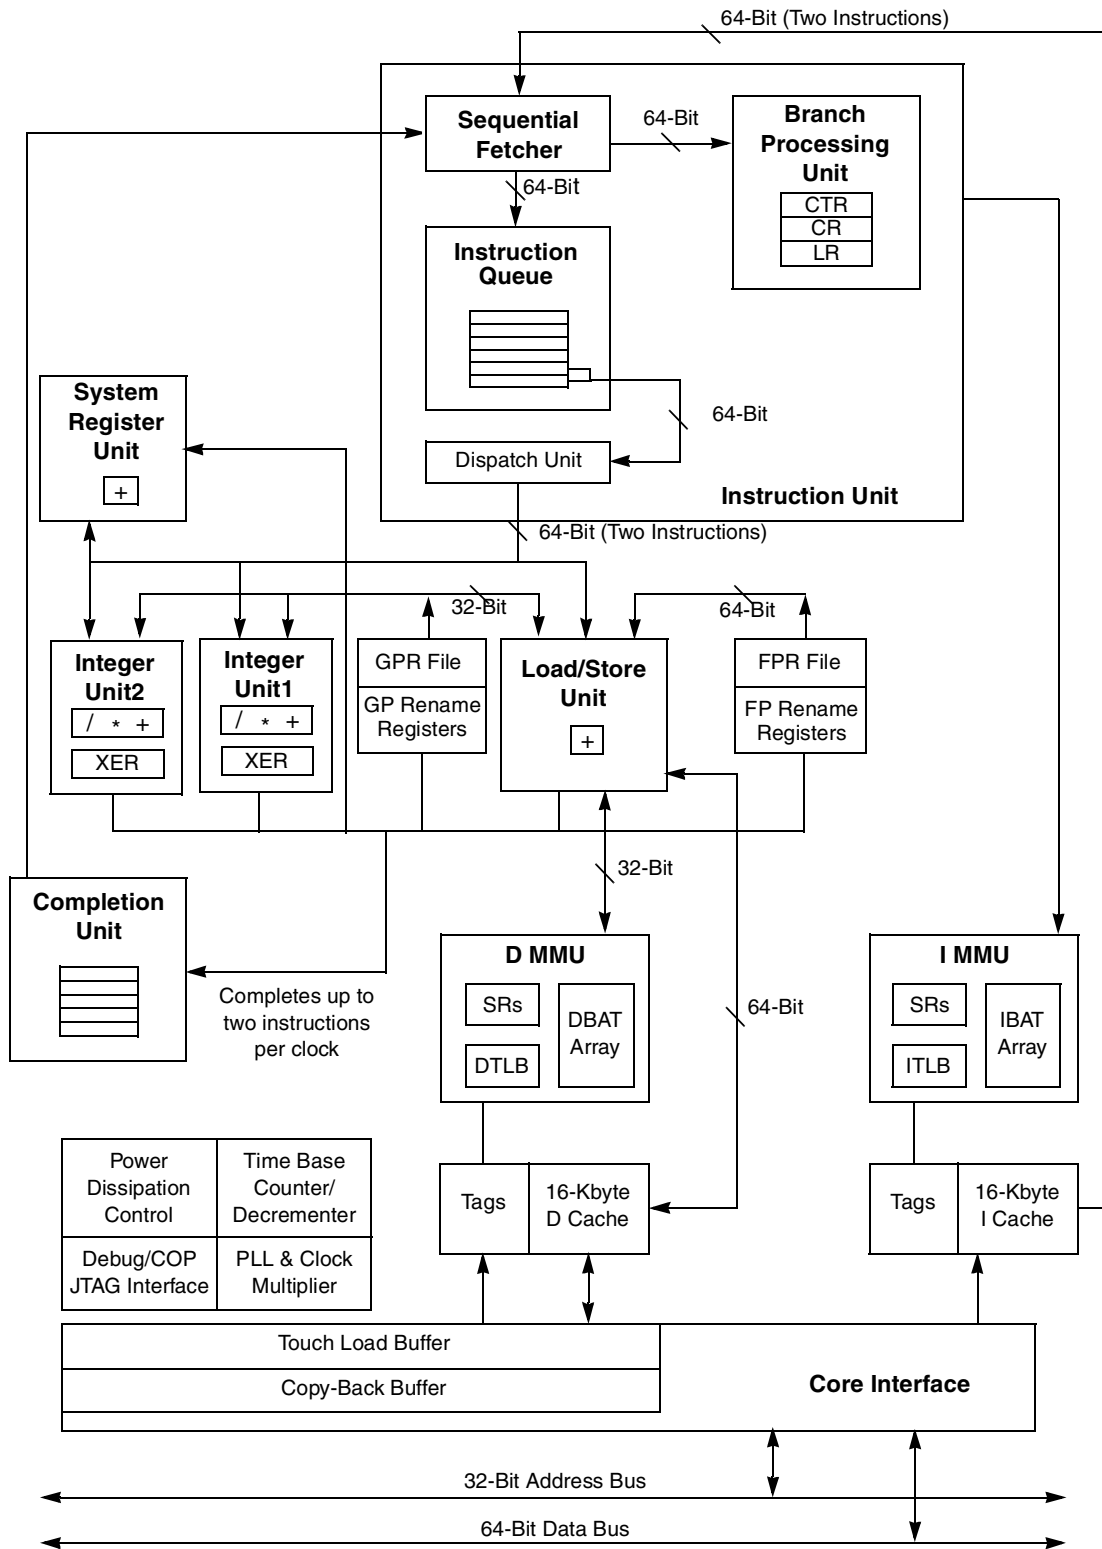 64-Bit (Two Instructions)
Sequential
Fetcher
64-Bit
Branch
Processing
Unit
CTR
CR
LR
64-Bit
Instruction
Queue
64-Bit
Dispatch Unit
Instruction Unit
System
Register
Unit
+
64-Bit (Two Instructions)
32-Bit
64-Bit
Integer
Unit2
/ * +
XER
Integer
Unit1
/ * +
XER
GPR File
GP Rename
Registers
Load/Store
Unit
+
FPR File
FP Rename
Registers
32-Bit
Completion
Unit
Completes up to
two instructions
per clock
D MMU
SRs
DTLB
DBAT
Array
64-Bit
I MMU
SRs
ITLB
IBAT
Array
Power
Dissipation
Control
Time Base
Counter/
Decrementer
Debug/COP
JTAG Interface
PLL & Clock
Multiplier
Tags
16-Kbyte
D Cache
Tags
16-Kbyte
I Cache
Touch Load Buffer
Copy-Back Buffer
Core Interface
32-Bit Address Bus
64-Bit Data Bus